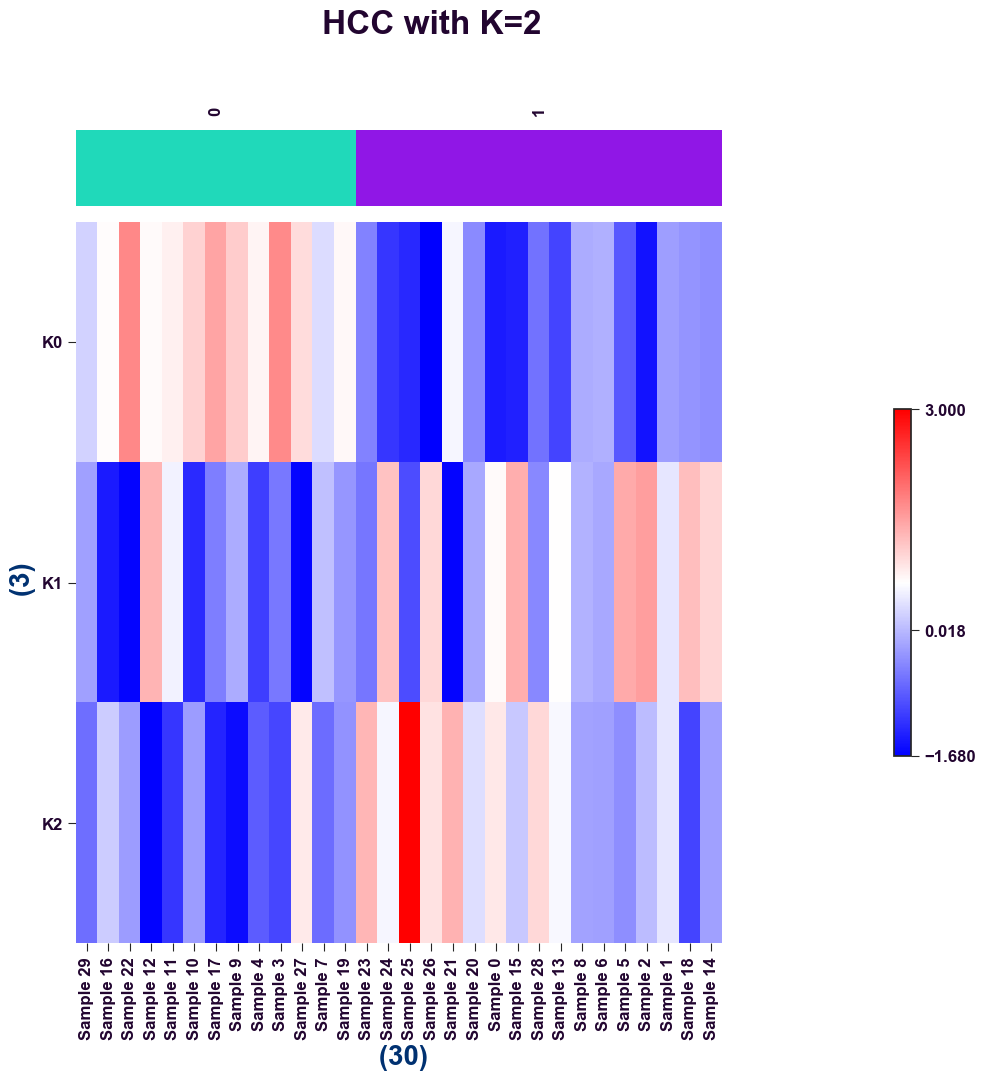 HCC with K=2
0
1
K0
K1
K2
(3)
3.000
0.018
−1.680
Sample 29
Sample 16
Sample 22
Sample 12
Sample 11
Sample 10
Sample 17
Sample 9
Sample 4
Sample 3
Sample 27
Sample 7
Sample 19
Sample 23
Sample 24
Sample 25
Sample 26
Sample 21
Sample 20
Sample 0
Sample 15
Sample 28
Sample 13
Sample 8
Sample 6
Sample 5
Sample 2
Sample 1
Sample 18
Sample 14
(30)